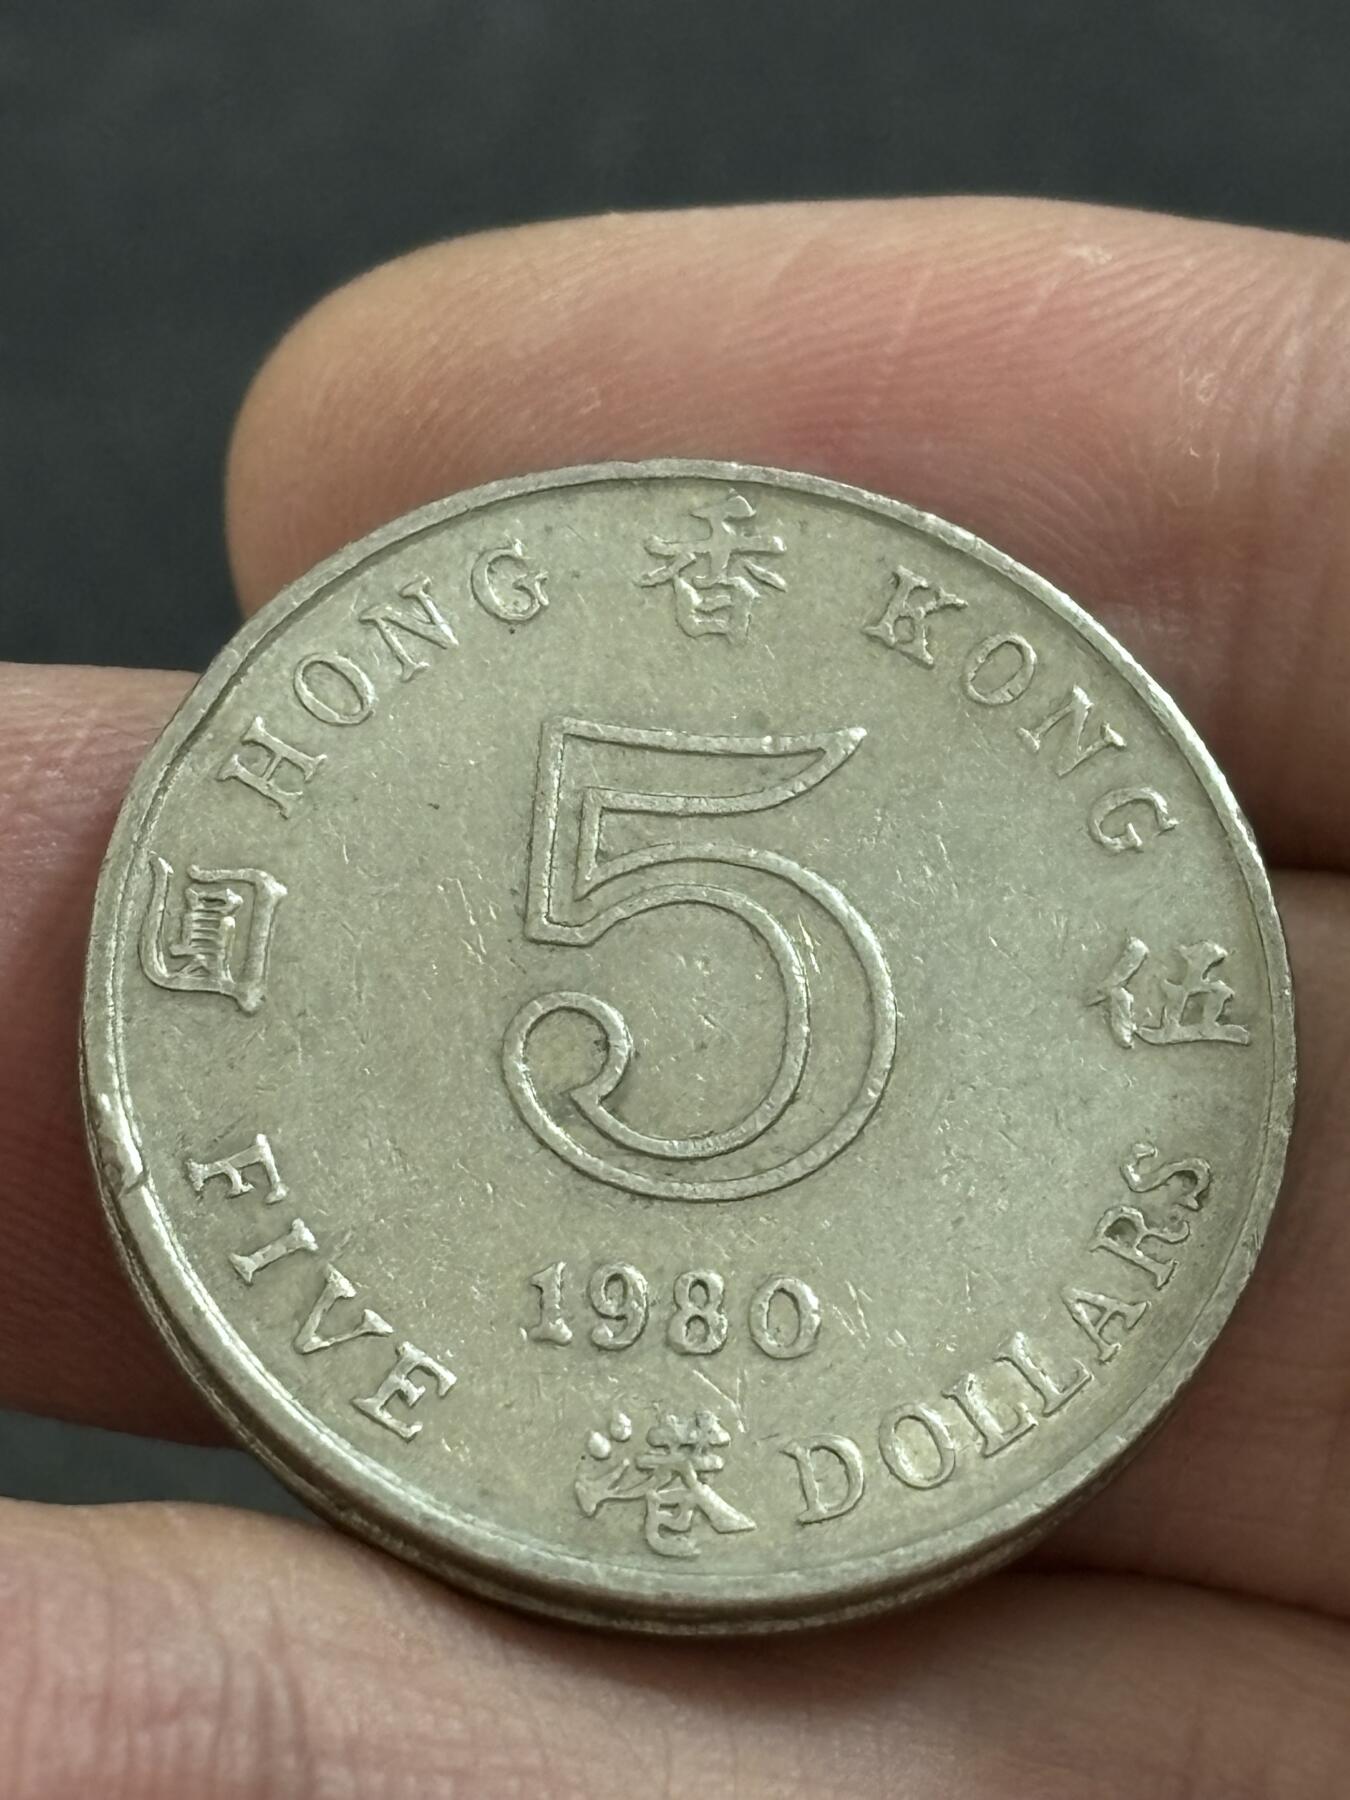 HONG 香 KONG
5
圓 伍
1980
FIVE 港 DOLLARS